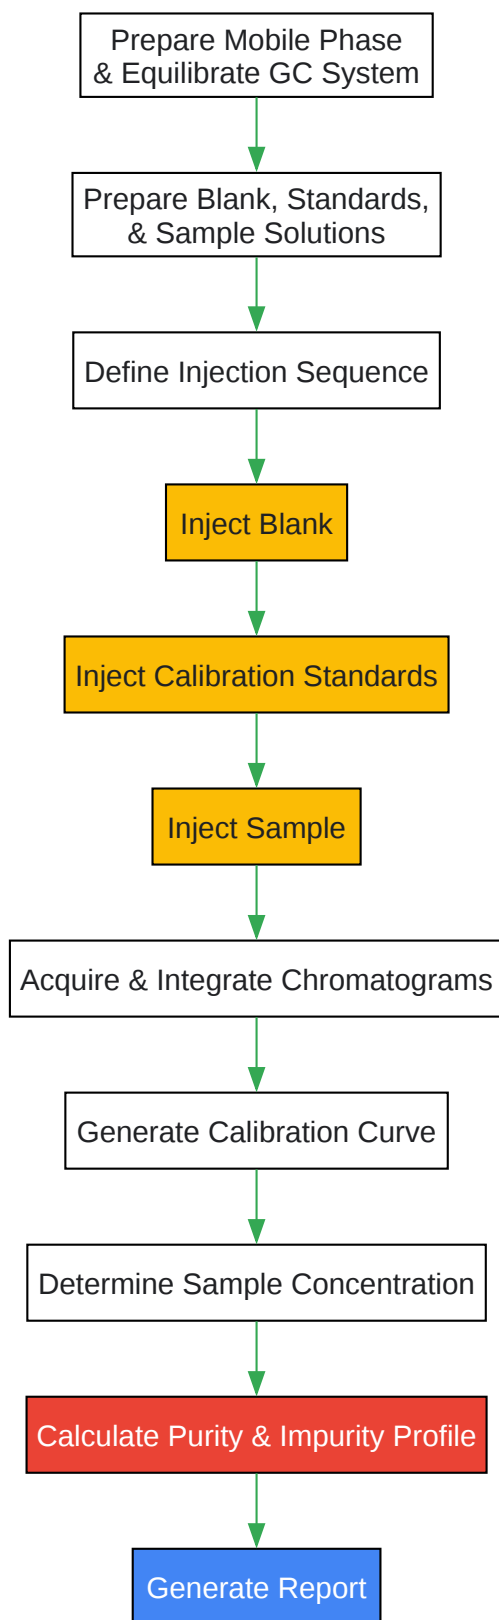 Prepare Mobile Phase
& Equilibrate GC System
Prepare Blank, Standards,
& Sample Solutions
Define Injection Sequence
Inject Blank
Inject Calibration Standards
Inject Sample
Acquire & Integrate Chromatograms
Generate Calibration Curve
Determine Sample Concentration
Calculate Purity & Impurity Profile
Generate Report